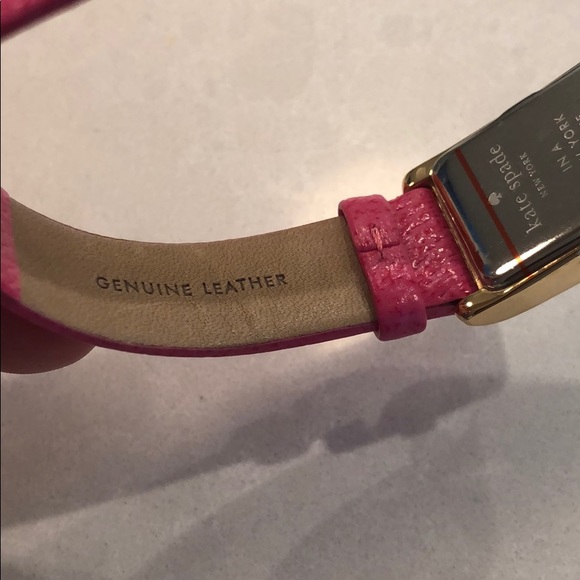 GENUINE LEATHER
kate spade
NEW YORK
IN A
YORK